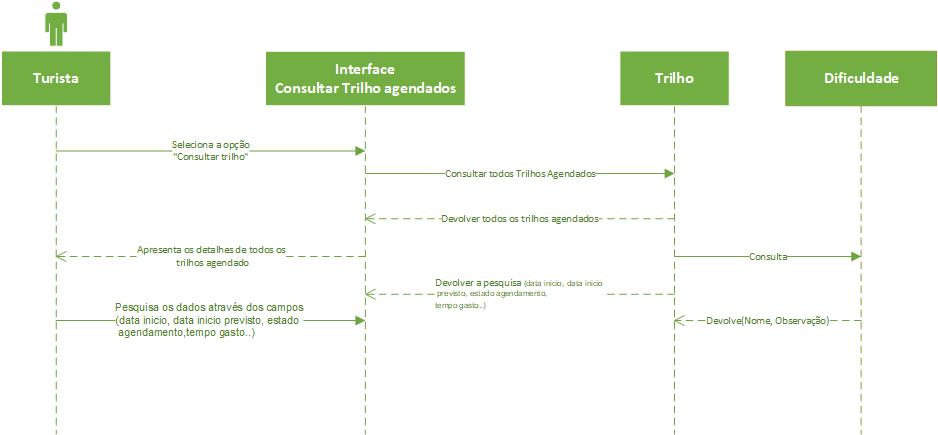 Turista
Interface
Consultar Trilho agendados
Trilho
Dificuldade
Seleciona a opção
"Consultar trilho"
Consultar todos Trilhos Agendados
Devolver todos os trilhos agendados
Apresenta os detalhes de todos os
trilhos agendado
Consulta
Devolver a pesquisa (data inicio, data inicio
previsto, estado agendamento,
tempo gasto..)
Pesquisa os dados através dos campos
(data inicio, data inicio previsto, estado
agendamento,tempo gasto..)
Devolve(Nome, Observação)